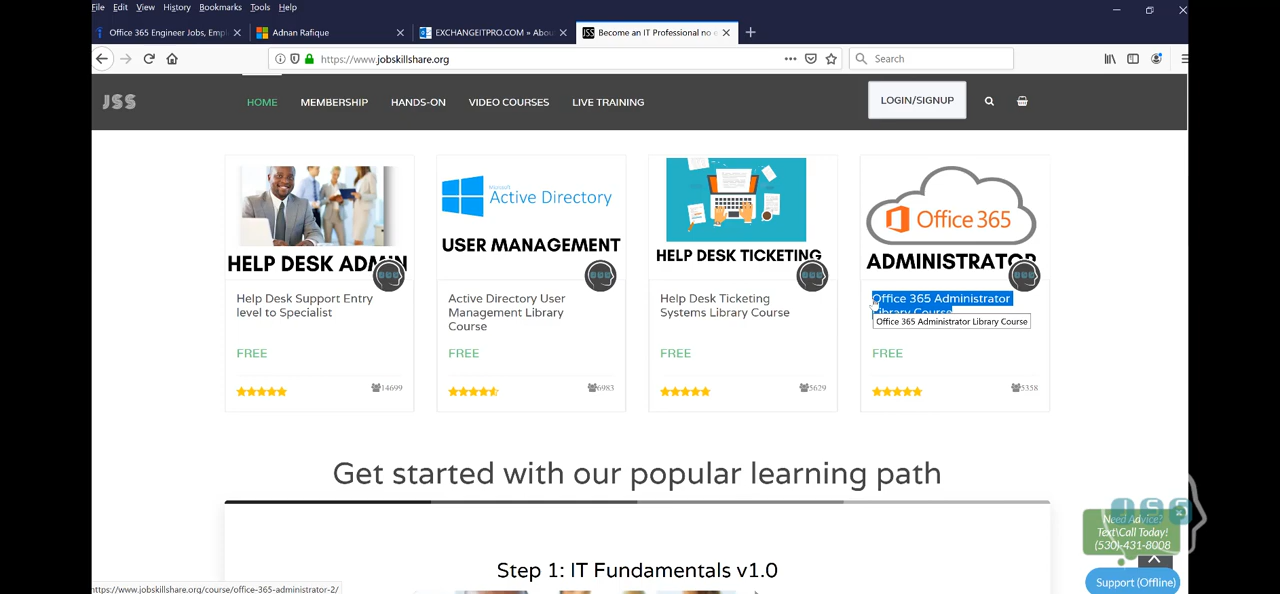 File Edit View History Bookmarks Tools Help
Office 365 Engineer Jobs, Empl
Adnan Rafique
EXCHANGEITPRO.COM » Abou
JSS Become an IT Professional no e
https://www.jobskillshare.org
Search
JSS
HOME MEMBERSHIP HANDS-ON VIDEO COURSES LIVE TRAINING
LOGIN/SIGNUP
HELP DESK ADMIN
Help Desk Support Entry
level to Specialist
FREE
14699
Microsoft
Active Directory
USER MANAGEMENT
Active Directory User
Management Library
Course
FREE
6983
HELP DESK TICKETING
Help Desk Ticketing
Systems Library Course
FREE
5629
Office 365
ADMINISTRATOR
Office 365 Administrator
Library Course
Office 365 Administrator Library Course
FREE
5358
Get started with our popular learning path
Step 1: IT Fundamentals v1.0
JSS
Need Advice?
Text\Call Today!
(530)-431-8008
Support (Offline)
https://www.jobskillshare.org/course/office-365-administrator-2/